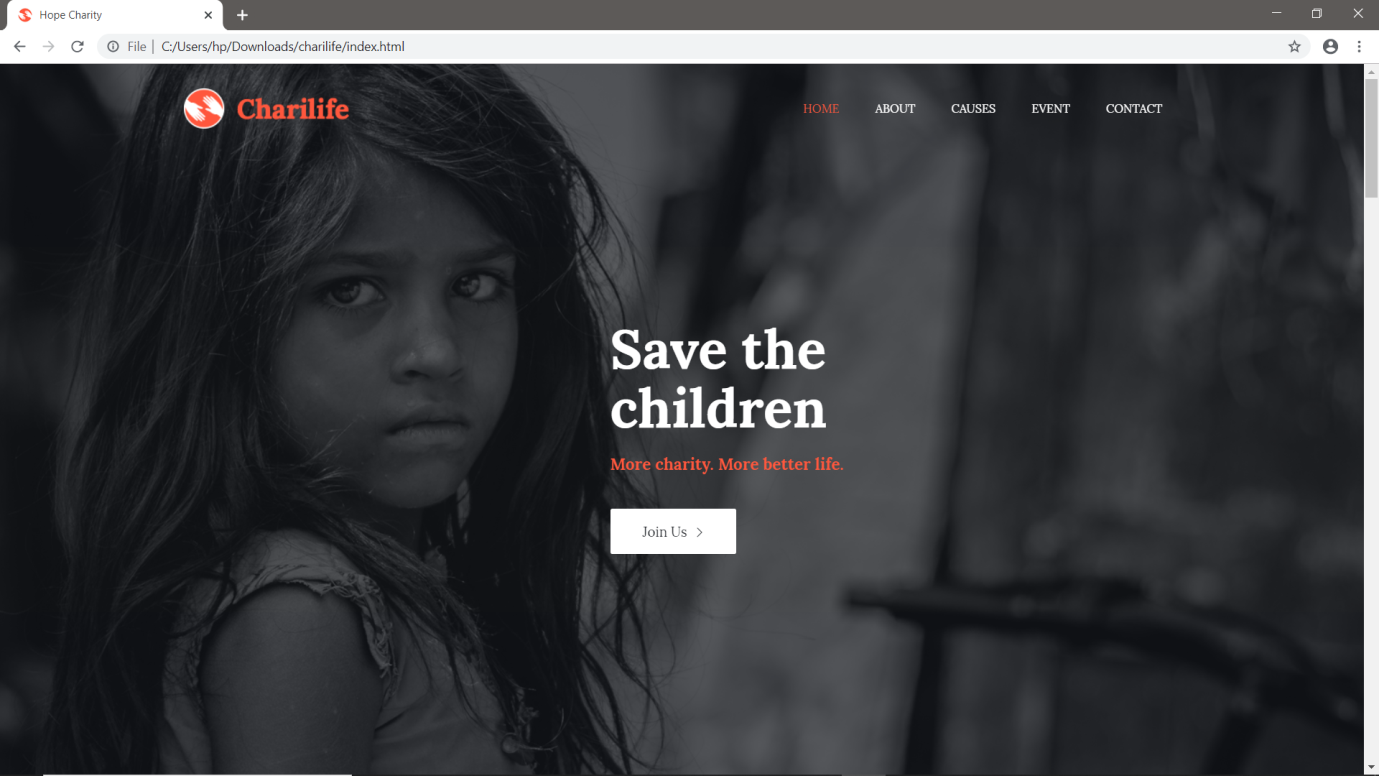 Hope Charity
File | C:/Users/hp/Downloads/charilife/index.html
Charilife
HOME ABOUT CAUSES EVENT CONTACT
Save the
children
More charity. More better life.
Join Us >